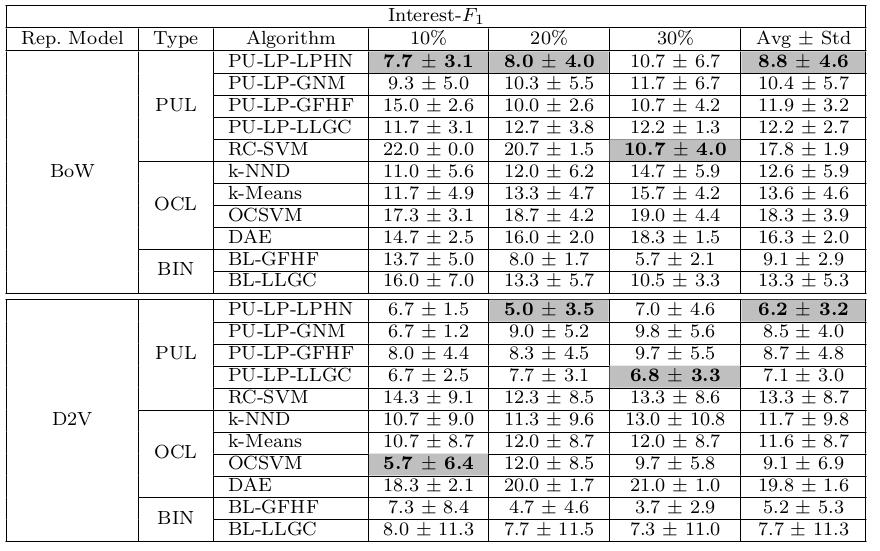 Interest-F1
Rep. Model Type Algorithm 10% 20% 30% Avg ± Std
BoW PUL PU-LP-LPHN 7.7 ± 3.1 8.0 ± 4.0 10.7 ± 6.7 8.8 ± 4.6
PU-LP-GNM 9.3 ± 5.0 10.3 ± 5.5 11.7 ± 6.7 10.4 ± 5.7
PU-LP-GFHF 15.0 ± 2.6 10.0 ± 2.6 10.7 ± 4.2 11.9 ± 3.2
PU-LP-LLGC 11.7 ± 3.1 12.7 ± 3.8 12.2 ± 1.3 12.2 ± 2.7
RC-SVM 22.0 ± 0.0 20.7 ± 1.5 10.7 ± 4.0 17.8 ± 1.9
OCL k-NND 11.0 ± 5.6 12.0 ± 6.2 14.7 ± 5.9 12.6 ± 5.9
k-Means 11.7 ± 4.9 13.3 ± 4.7 15.7 ± 4.2 13.6 ± 4.6
OCSVM 17.3 ± 3.1 18.7 ± 4.2 19.0 ± 4.4 18.3 ± 3.9
DAE 14.7 ± 2.5 16.0 ± 2.0 18.3 ± 1.5 16.3 ± 2.0
BIN BL-GFHF 13.7 ± 5.0 8.0 ± 1.7 5.7 ± 2.1 9.1 ± 2.9
BL-LLGC 16.0 ± 7.0 13.3 ± 5.7 10.5 ± 3.3 13.3 ± 5.3
D2V PUL PU-LP-LPHN 6.7 ± 1.5 5.0 ± 3.5 7.0 ± 4.6 6.2 ± 3.2
PU-LP-GNM 6.7 ± 1.2 9.0 ± 5.2 9.8 ± 5.6 8.5 ± 4.0
PU-LP-GFHF 8.0 ± 4.4 8.3 ± 4.5 9.7 ± 5.5 8.7 ± 4.8
PU-LP-LLGC 6.7 ± 2.5 7.7 ± 3.1 6.8 ± 3.3 7.1 ± 3.0
RC-SVM 14.3 ± 9.1 12.3 ± 8.5 13.3 ± 8.6 13.3 ± 8.7
OCL k-NND 10.7 ± 9.0 11.3 ± 9.6 13.0 ± 10.8 11.7 ± 9.8
k-Means 10.7 ± 8.7 12.0 ± 8.7 12.0 ± 8.7 11.6 ± 8.7
OCSVM 5.7 ± 6.4 12.0 ± 8.5 9.7 ± 5.8 9.1 ± 6.9
DAE 18.3 ± 2.1 20.0 ± 1.7 21.0 ± 1.0 19.8 ± 1.6
BIN BL-GFHF 7.3 ± 8.4 4.7 ± 4.6 3.7 ± 2.9 5.2 ± 5.3
BL-LLGC 8.0 ± 11.3 7.7 ± 11.5 7.3 ± 11.0 7.7 ± 11.3